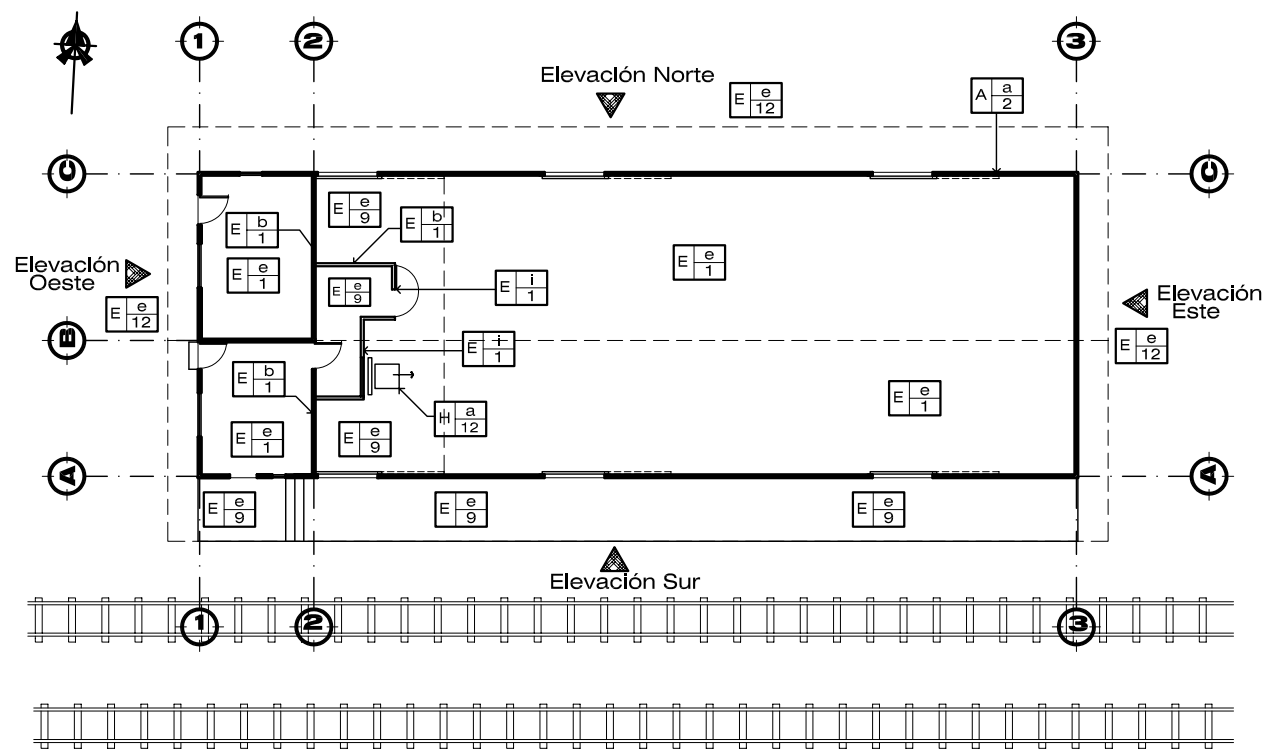 1 2 3
Elevación Norte
E e 12
A a 2
C C
E e 9
E b 1
E b 1
E e 1
E e 1
Elevación
Oeste
E e 9
E i 1
Elevación
Este
E e 12
E e 12
B
E i 1
E b 1
E e 1
H a 12
E e 1
E e 9
A A
E e 9
E e 9
E e 9
Elevación Sur
1 2 3